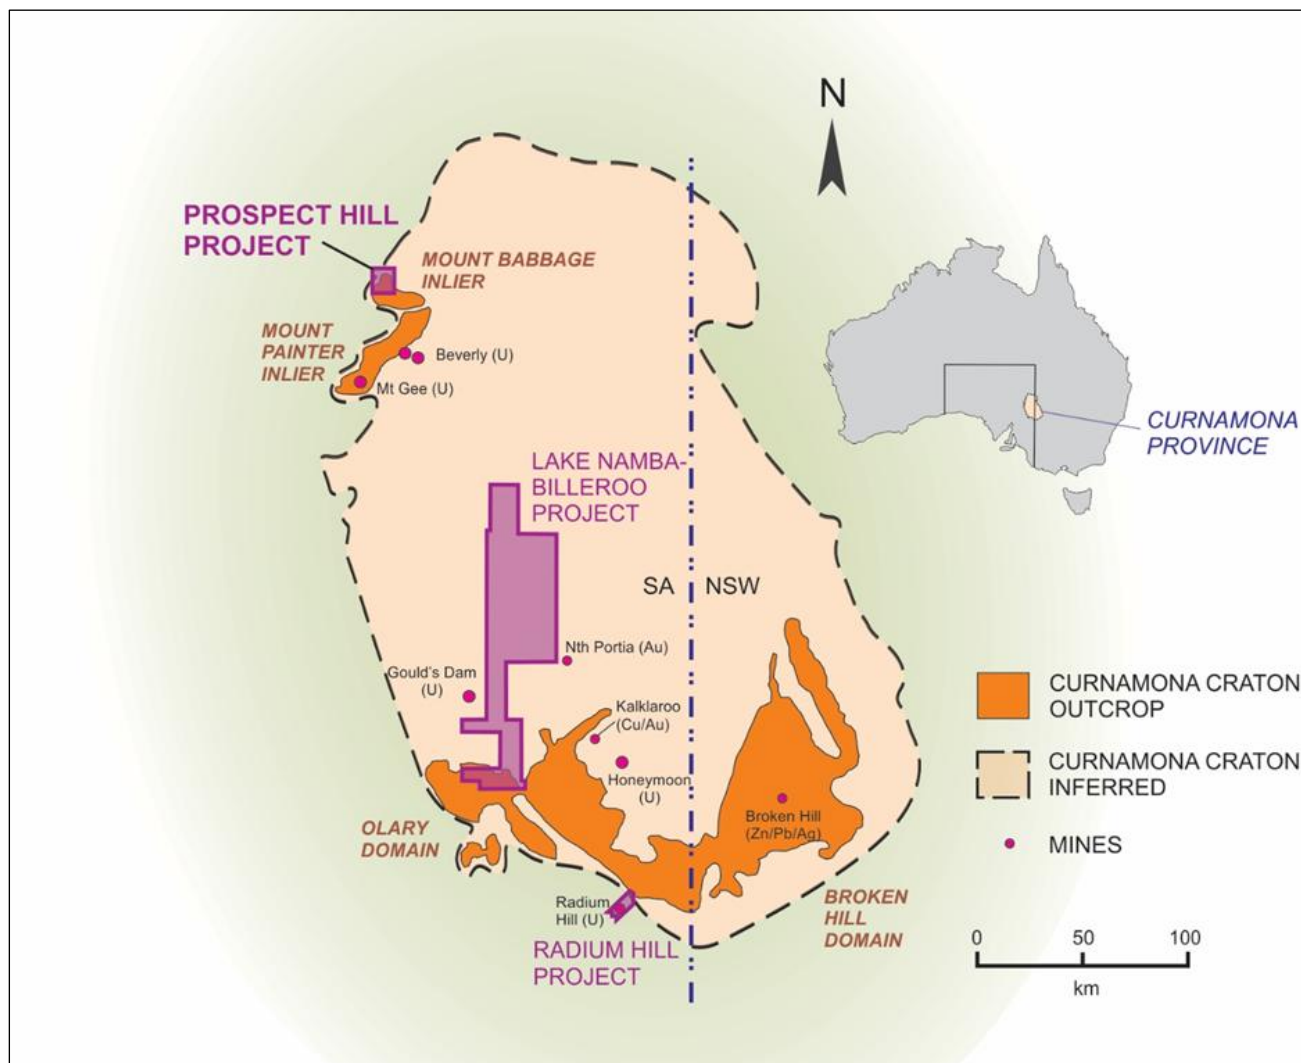 N
PROSPECT HILL
PROJECT
MOUNT BABBAGE
INLIER
MOUNT
PAINTER
INLIER
Beverly (U)
Mt Gee (U)
CURNAMONA
PROVINCE
LAKE NAMBA-
BILLEROO
PROJECT
SA
NSW
Nth Portia (Au)
Gould's Dam
(U)
Kalklaroo
(Cu/Au)
Honeymoon
(U)
Broken Hill
(Zn/Pb/Ag)
OLARY
DOMAIN
Radium
Hill (U)
RADIUM HILL
PROJECT
BROKEN
HILL
DOMAIN
CURNAMONA CRATON
OUTCROP
CURNAMONA CRATON
INFERRED
MINES
0 50 100
km